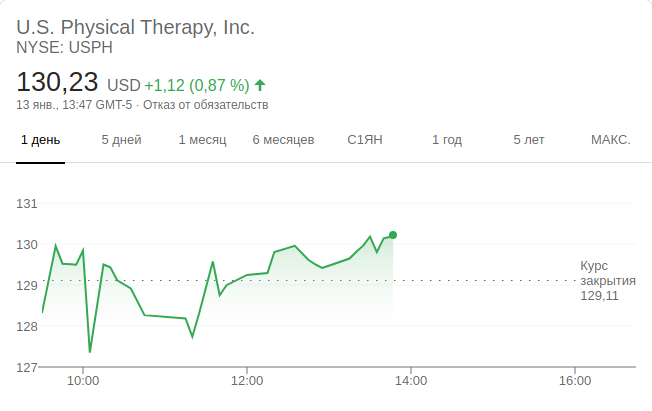 U.S. Physical Therapy, Inc.
NYSE: USPH
130,23 USD +1,12 (0,87 %)
13 янв., 13:47 GMT-5 · Отказ от обязательств
1 день 5 дней 1 месяц 6 месяцев С1ЯН 1 год 5 лет МАКС.
131
130
129
128
127
Курс
закрытия
129,11
10:00 12:00 14:00 16:00